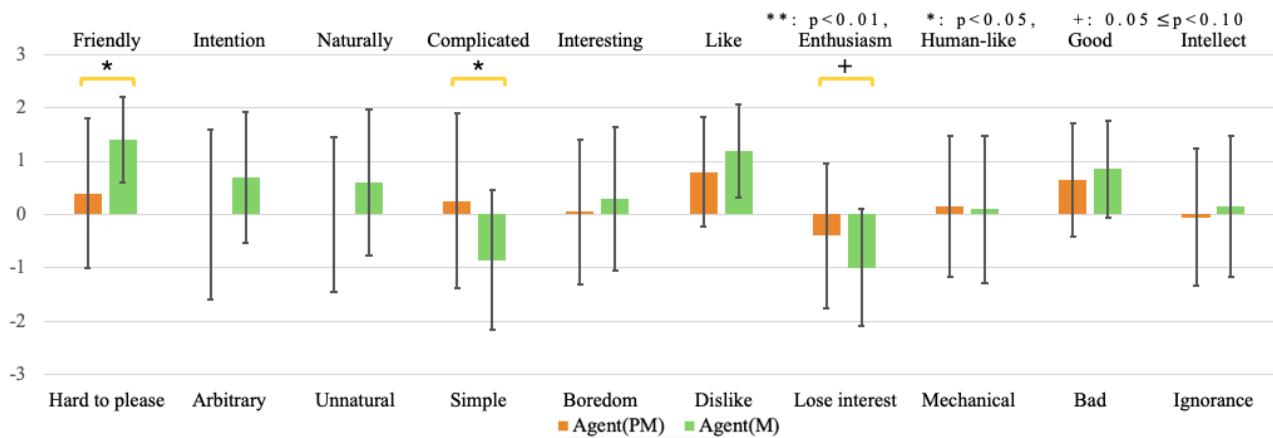 **: p<0.01, *: p<0.05, +: 0.05 ≤p<0.10
Friendly Intention Naturally Complicated Interesting Like Enthusiasm Human-like Good Intellect
3
* * +
2
1
0
-1
-2
-3
Hard to please Arbitrary Unnatural Simple Boredom Dislike Lose interest Mechanical Bad Ignorance
Agent(PM) Agent(M)